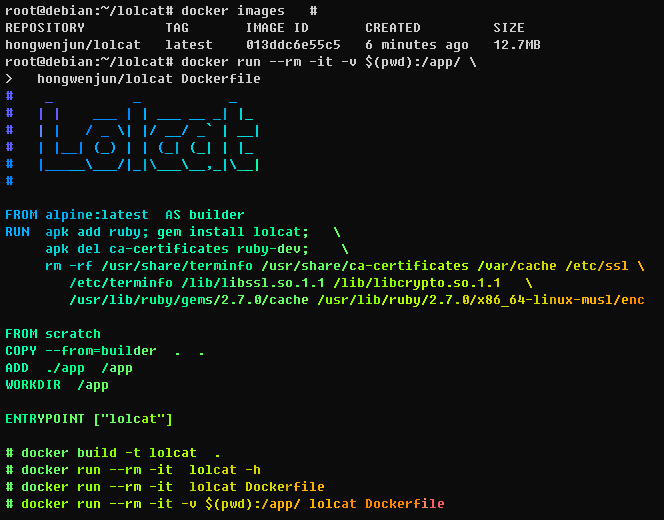 root@debian:~/lolcat# docker images   #
REPOSITORY          TAG       IMAGE ID       CREATED         SIZE
hongwenjun/lolcat   latest    013ddc6e55c5   6 minutes ago   12.7MB
root@debian:~/lolcat# docker run --rm -it -v $(pwd):/app/ \
>   hongwenjun/lolcat Dockerfile
#    _          _           _
#   | |    ___ | | ___ __ _| |_
#   | |   / _ \| |/ __/ _` | __|
#   | |__| (_) | | (_| (_| | |_
#   |_____\___/|_|\___\__,_|\__|
#

FROM alpine:latest  AS builder
RUN  apk add ruby; gem install lolcat;   \
     apk del ca-certificates ruby-dev;    \
     rm -rf /usr/share/terminfo /usr/share/ca-certificates /var/cache /etc/ssl \
        /etc/terminfo /lib/libssl.so.1.1 /lib/libcrypto.so.1.1   \
        /usr/lib/ruby/gems/2.7.0/cache /usr/lib/ruby/2.7.0/x86_64-linux-musl/enc

FROM scratch
COPY --from=builder  .  .
ADD  ./app  /app
WORKDIR  /app

ENTRYPOINT ["lolcat"]

# docker build -t lolcat  .
# docker run --rm -it  lolcat -h
# docker run --rm -it  lolcat Dockerfile
# docker run --rm -it -v $(pwd):/app/ lolcat Dockerfile